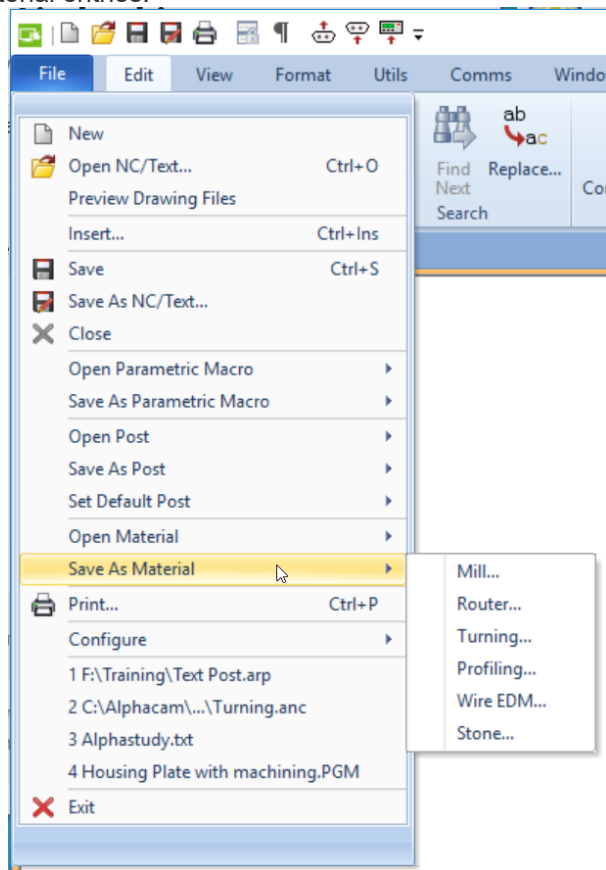 File Edit View Format Utils Comms
New
Open NC/Text... Ctrl+O
Preview Drawing Files
Insert... Ctrl+Ins
Save Ctrl+S
Save As NC/Text...
Close
Open Parametric Macro
Save As Parametric Macro
Open Post
Save As Post
Set Default Post
Open Material
Save As Material
Print... Ctrl+P
Configure
1 F:\Training\Text Post.arp
2 C:\Alphacam\...\Turning.anc
3 Alphastudy.txt
4 Housing Plate with machining.PGM
Exit
ab
ac
Find
Next
Replace...
Search
Mill...
Router...
Turning...
Profiling...
Wire EDM...
Stone...